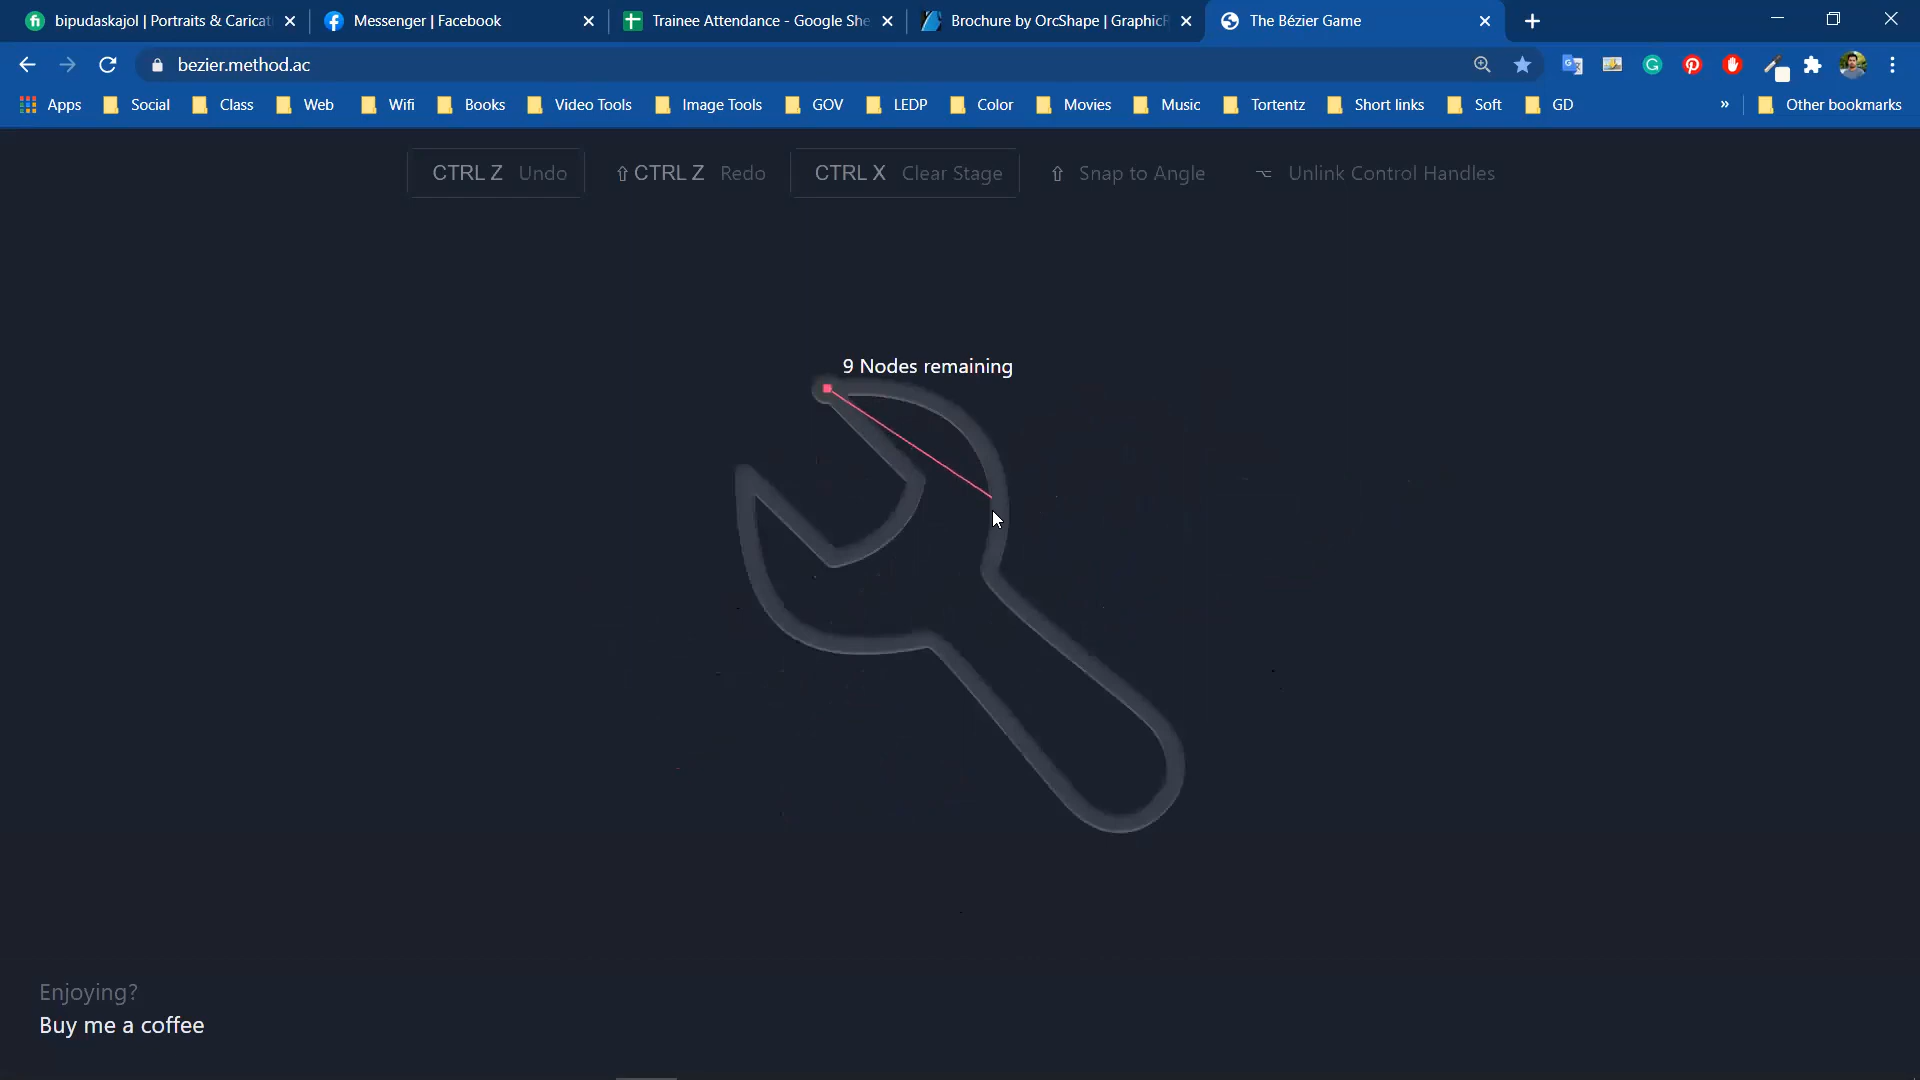 bipudaskajol | Portraits & Caricat
Messenger | Facebook
Trainee Attendance - Google She
Brochure by OrcShape | GraphicR
The Bézier Game
bezier.method.ac
Apps Social Class Web Wifi Books Video Tools Image Tools GOV LEDP Color Movies Music Tortentz Short links Soft GD » Other bookmarks
CTRL Z Undo ⇧ CTRL Z Redo CTRL X Clear Stage ⇧ Snap to Angle ⌥ Unlink Control Handles
9 Nodes remaining
Enjoying?
Buy me a coffee